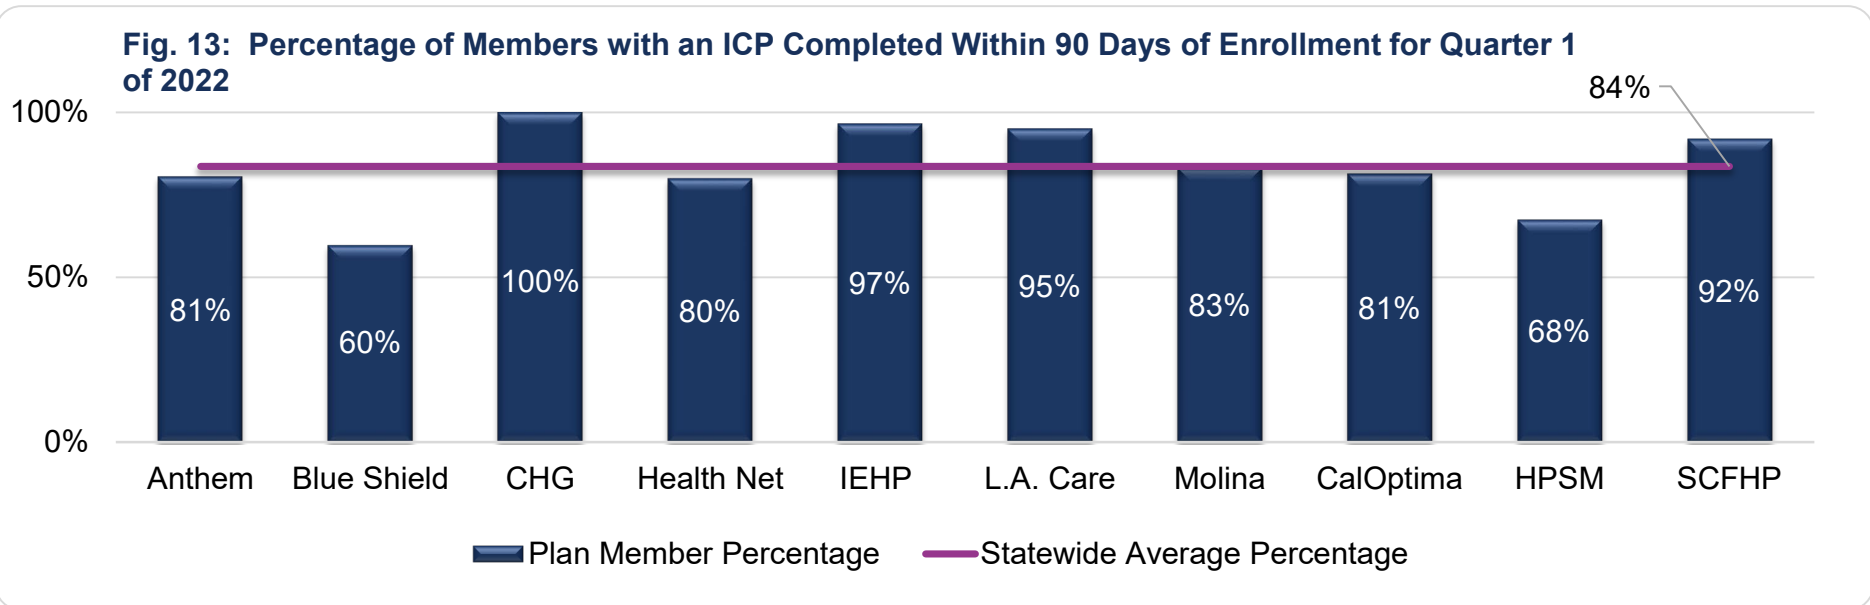 Fig. 13:  Percentage of Members with an ICP Completed Within 90 Days of Enrollment for Quarter 1
of 2022
84%
100%
50%
0%
81%
60%
100%
80%
97%
95%
83%
81%
68%
92%
Anthem
Blue Shield
CHG
Health Net
IEHP
L.A. Care
Molina
CalOptima
HPSM
SCFHP
Plan Member Percentage
Statewide Average Percentage